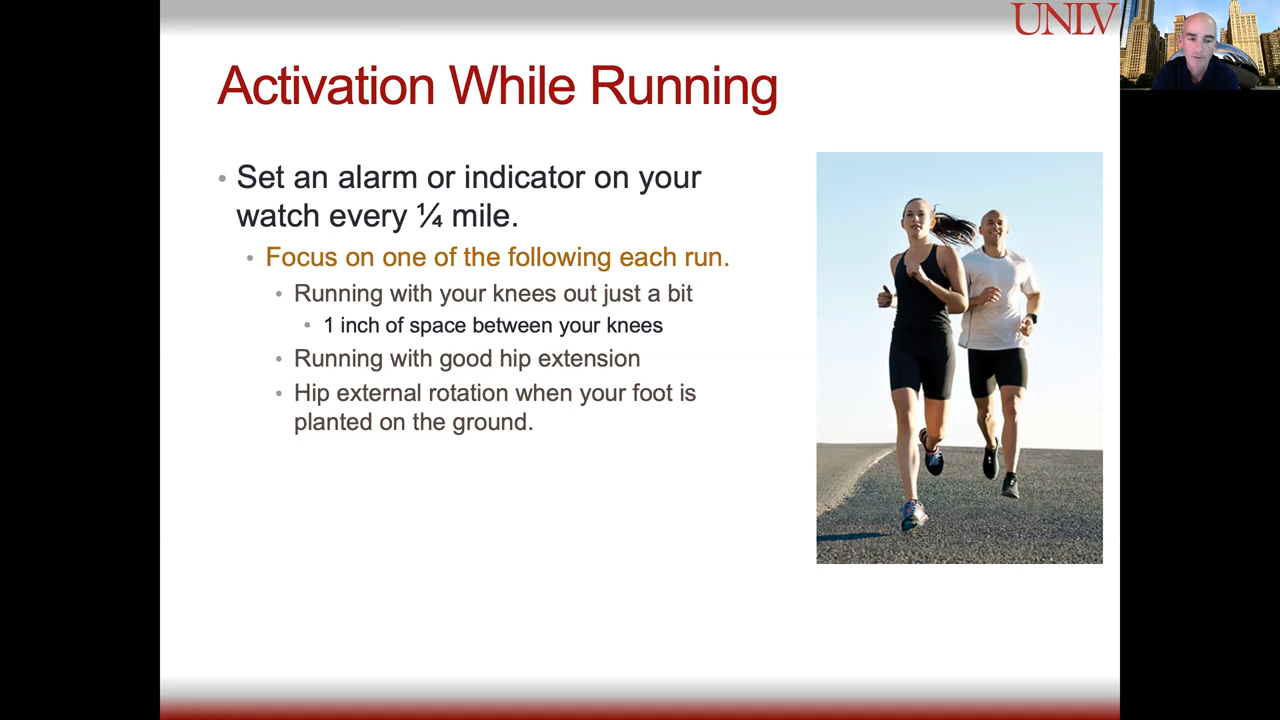 UNLV
Activation While Running
• Set an alarm or indicator on your
watch every ¼ mile.
• Focus on one of the following each run.
• Running with your knees out just a bit
• 1 inch of space between your knees
• Running with good hip extension
• Hip external rotation when your foot is
planted on the ground.